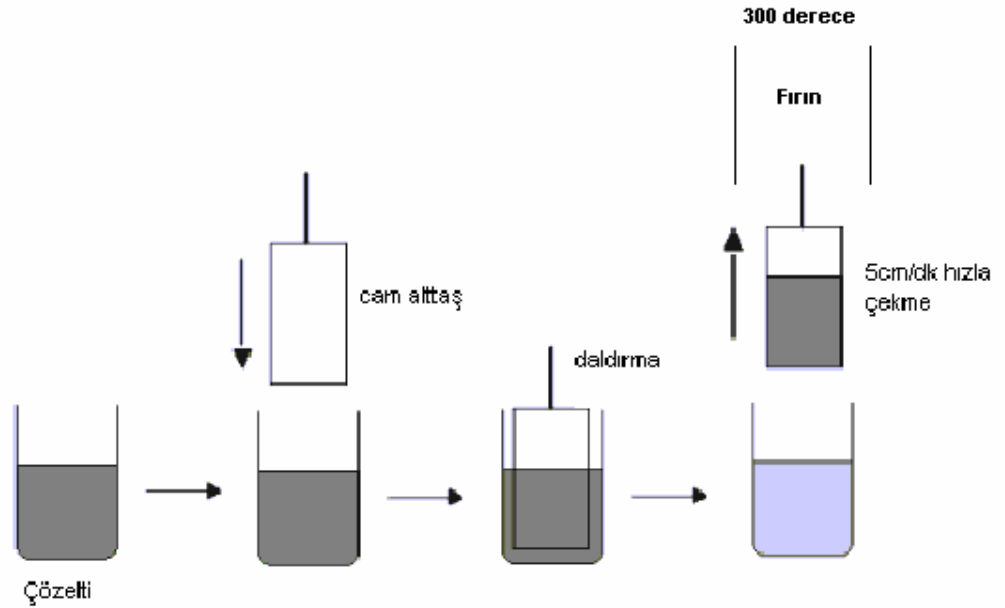 300 derece
Fırın
cam alttaş
5cm/dk hızla
çekme
daldırma
Çözelti